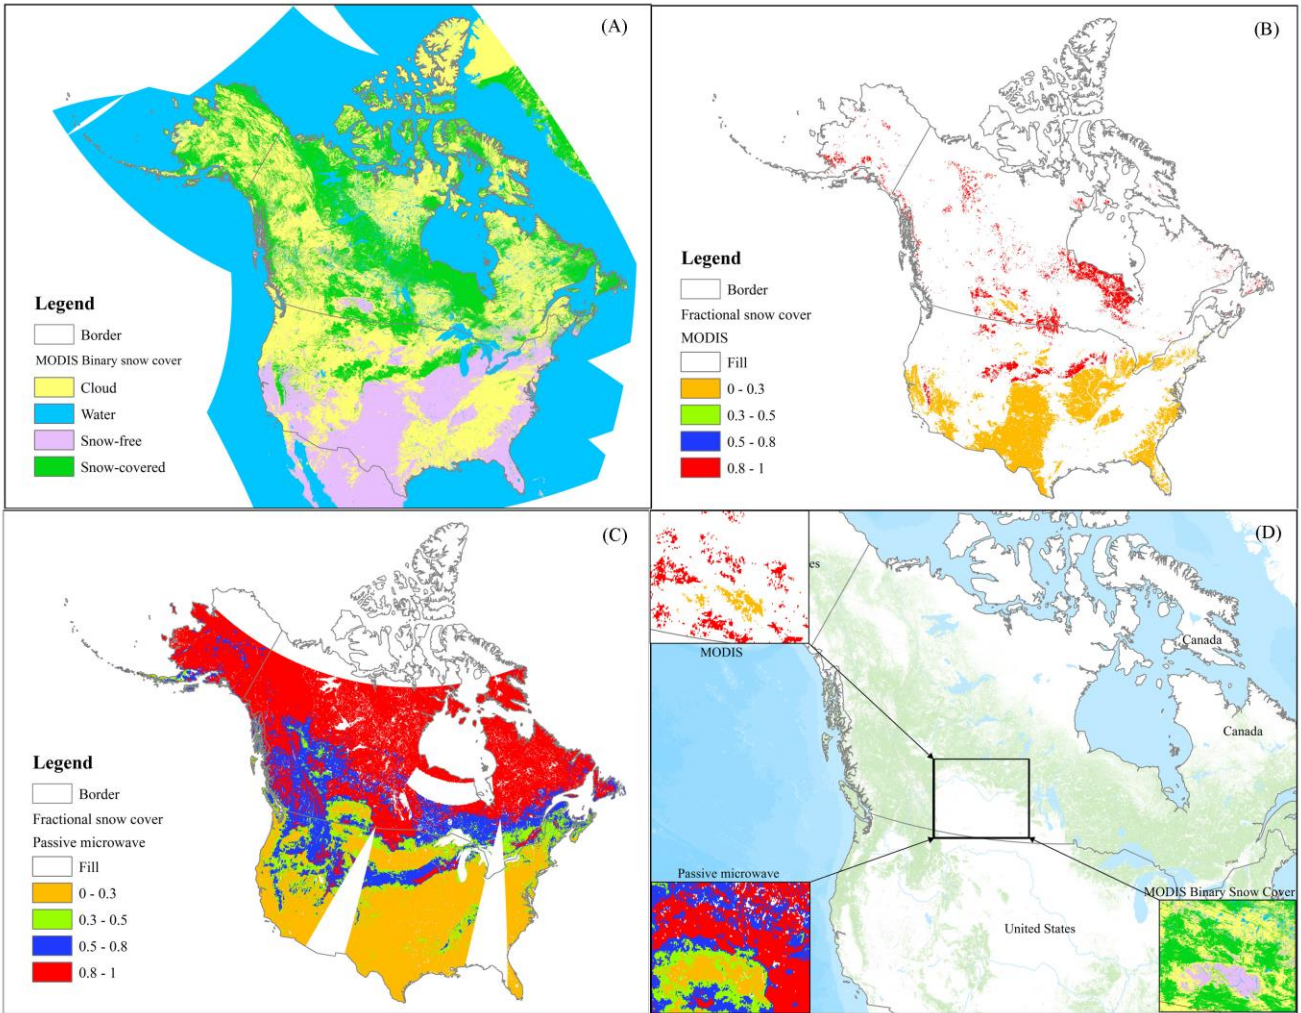 (A)
Legend
Border
MODIS Binary snow cover
Cloud
Water
Snow-free
Snow-covered
(B)
Legend
Border
Fractional snow cover
MODIS
Fill
0 - 0.3
0.3 - 0.5
0.5 - 0.8
0.8 - 1
(C)
Legend
Border
Fractional snow cover
Passive microwave
Fill
0 - 0.3
0.3 - 0.5
0.5 - 0.8
0.8 - 1
(D)
es
MODIS
Canada
Canada
Passive microwave
MODIS Binary Snow Cover
United States